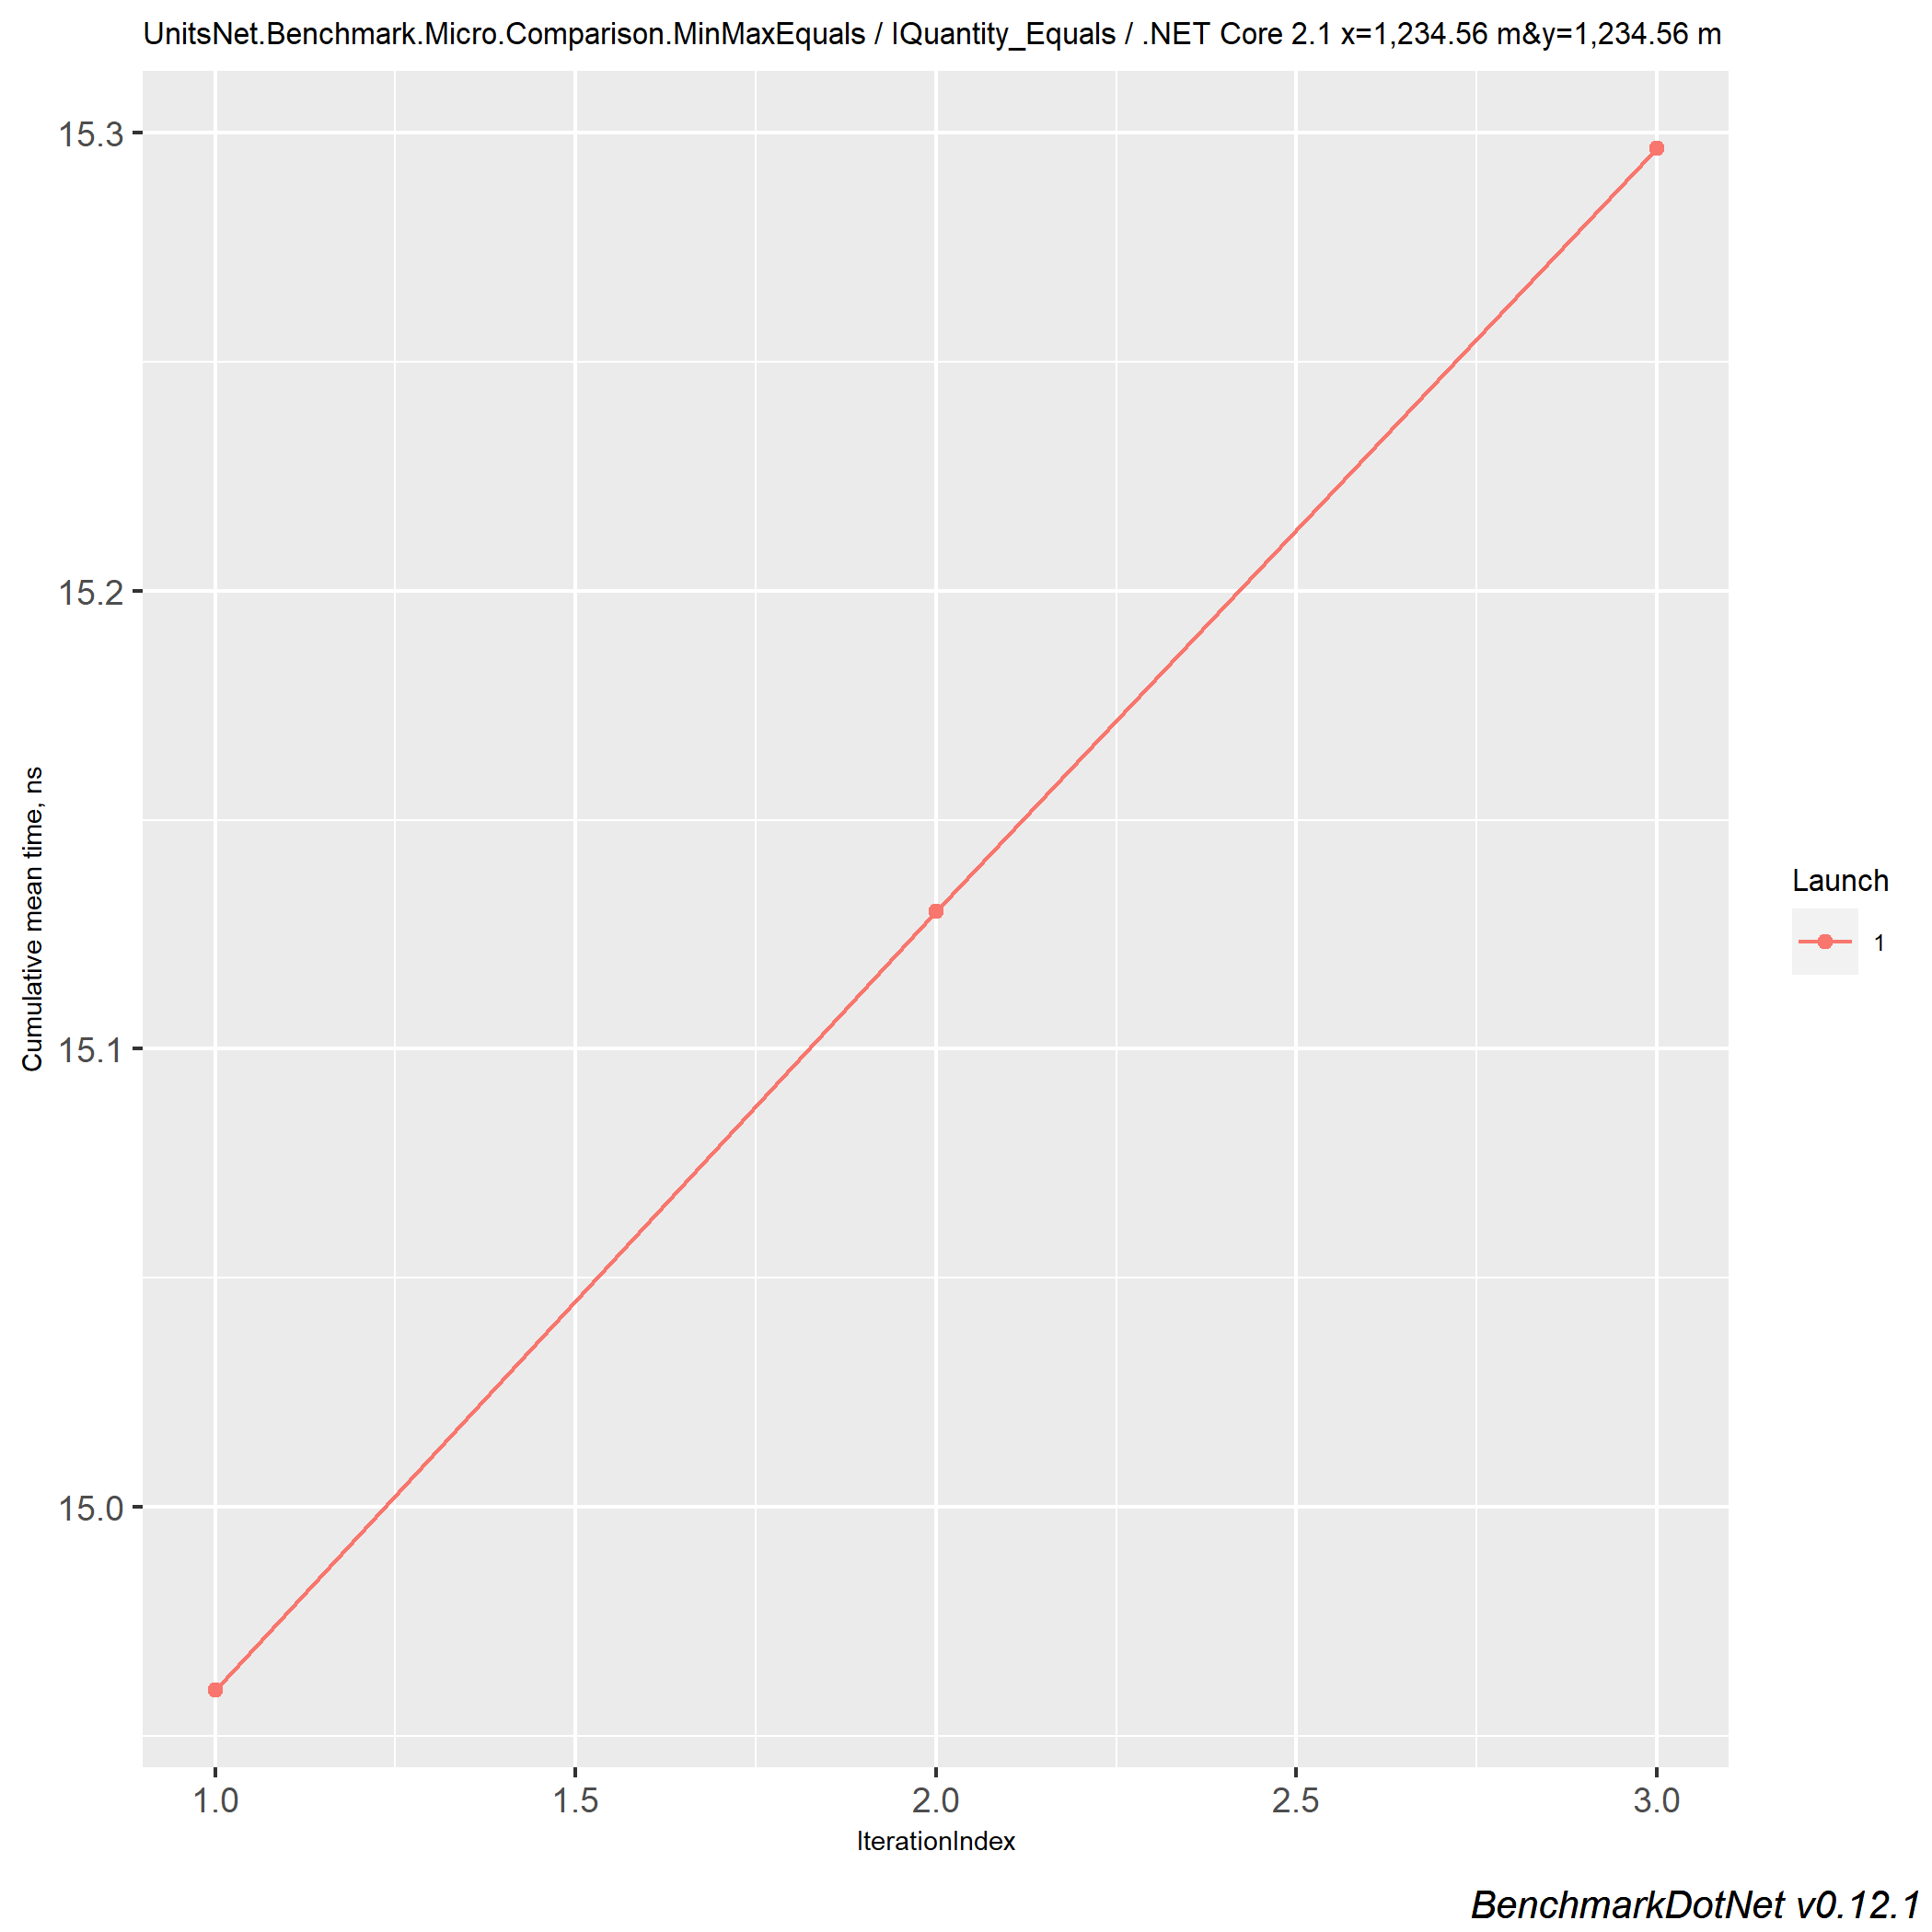 UnitsNet.Benchmark.Micro.Comparison.MinMaxEquals / IQuantity_Equals / .NET Core 2.1 x=1,234.56 m&y=1,234.56 m
15.3
15.2
15.1
15.0
Cumulative mean time, ns
1.0 1.5 2.0 2.5 3.0
IterationIndex
Launch
1
BenchmarkDotNet v0.12.1